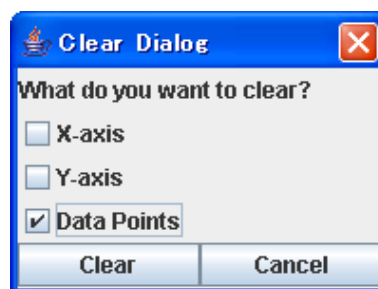 Clear Dialog
What do you want to clear?
X-axis
Y-axis
Data Points
Clear Cancel